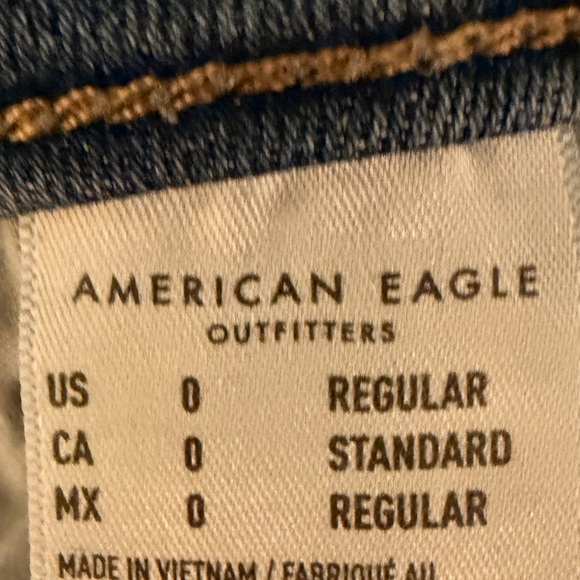 AMERICAN EAGLE
OUTFITTERS
US 0 REGULAR
CA 0 STANDARD
MX 0 REGULAR
MADE IN VIETNAM / FABRIQUÉ AU